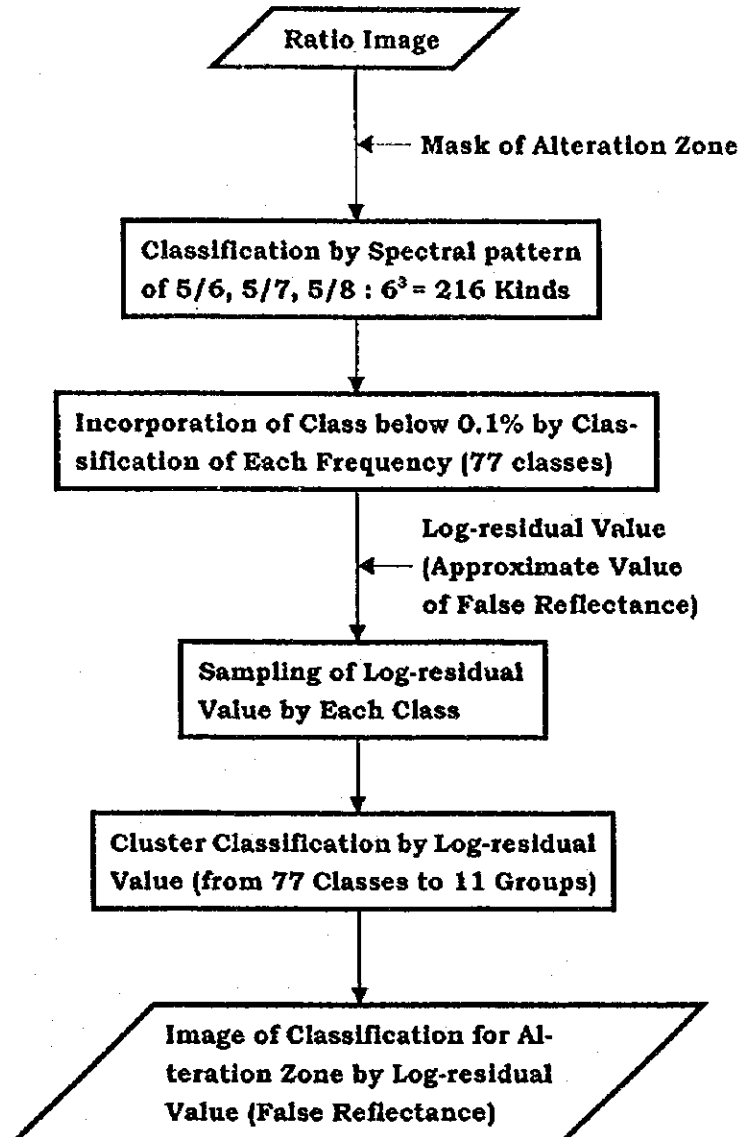 Ratio Image
Mask of Alteration Zone
Classification by Spectral pattern
of 5/6, 5/7, 5/8 : 6³ = 216 Kinds
Incorporation of Class below 0.1% by Clas-
sification of Each Frequency (77 classes)
Log-residual Value
(Approximate Value
of False Reflectance)
Sampling of Log-residual
Value by Each Class
Cluster Classification by Log-residual
Value (from 77 Classes to 11 Groups)
Image of Classification for Al-
teration Zone by Log-residual
Value (False Reflectance)